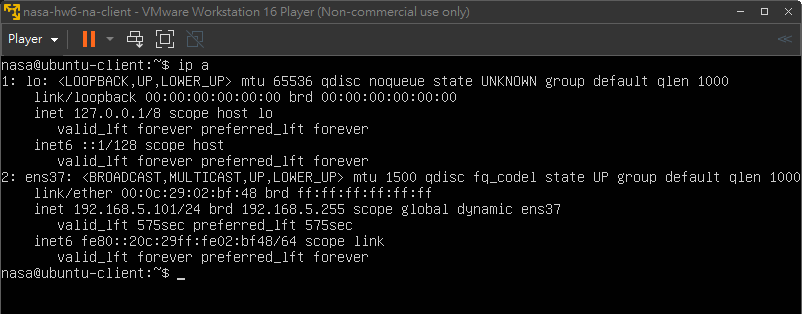 nasa-hw6-na-client - VMware Workstation 16 Player (Non-commercial use only)
Player
nasa@ubuntu-client:~$ ip a
1: lo: <LOOPBACK,UP,LOWER_UP> mtu 65536 qdisc noqueue state UNKNOWN group default qlen 1000
    link/loopback 00:00:00:00:00:00 brd 00:00:00:00:00:00
    inet 127.0.0.1/8 scope host lo
       valid_lft forever preferred_lft forever
    inet6 ::1/128 scope host
       valid_lft forever preferred_lft forever
2: ens37: <BROADCAST,MULTICAST,UP,LOWER_UP> mtu 1500 qdisc fq_codel state UP group default qlen 1000
    link/ether 00:0c:29:02:bf:48 brd ff:ff:ff:ff:ff:ff
    inet 192.168.5.101/24 brd 192.168.5.255 scope global dynamic ens37
       valid_lft 575sec preferred_lft 575sec
    inet6 fe80::20c:29ff:fe02:bf48/64 scope link
       valid_lft forever preferred_lft forever
nasa@ubuntu-client:~$ _